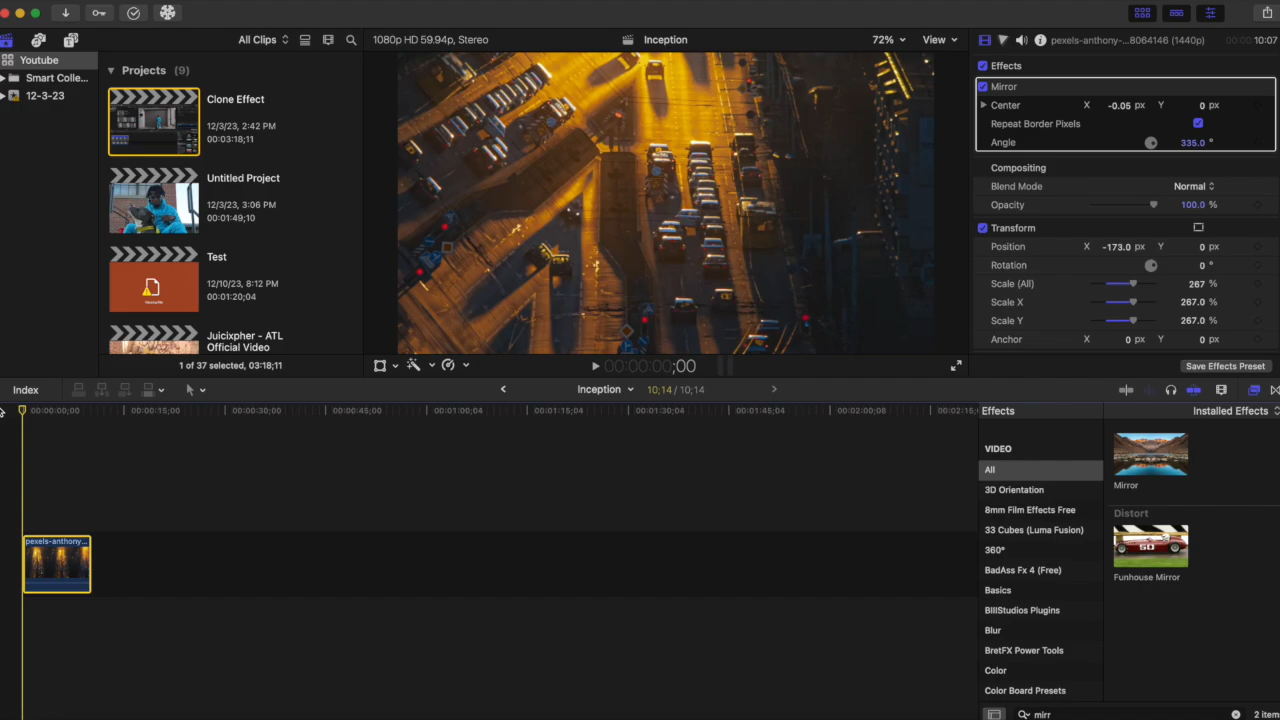 All Clips
1080p HD 59.94p, Stereo
Inception
72%
View
pexels-anthony-...8064146 (1440p)
00:00 10:07
Youtube
Smart Colle...
12-3-23
Projects (9)
Clone Effect
12/3/23, 2:42 PM
00:03:18;11
Untitled Project
12/3/23, 3:06 PM
00:01:49;10
Test
12/10/23, 8:12 PM
00:01:20;04
Juicixpher - ATL
Official Video
1 of 37 selected, 03:18;11
00:00:00:00;00
Effects
Mirror
Center X -0.05 px Y 0 px
Repeat Border Pixels
Angle 335.0 °
Compositing
Blend Mode Normal
Opacity 100.0 %
Transform
Position X -173.0 px Y 0 px
Rotation 0 °
Scale (All) 267 %
Scale X 267.0 %
Scale Y 267.0 %
Anchor X 0 px Y 0 px
Save Effects Preset
Index
Inception
10;14 / 10;14
00:00:00;00
00:00:15;00
00:00:30;00
00:00:45;00
00:01:00;04
00:01:15;04
00:01:30;04
00:01:45;04
00:02:00;08
00:02:15;
pexels-anthony...
Effects
Installed Effects
VIDEO
All
3D Orientation
8mm Film Effects Free
33 Cubes (Luma Fusion)
360°
BadAss Fx 4 (Free)
Basics
BIIIStudios Plugins
Blur
BretFX Power Tools
Color
Color Board Presets
Mirror
Distort
50
Funhouse Mirror
mirr
2 item